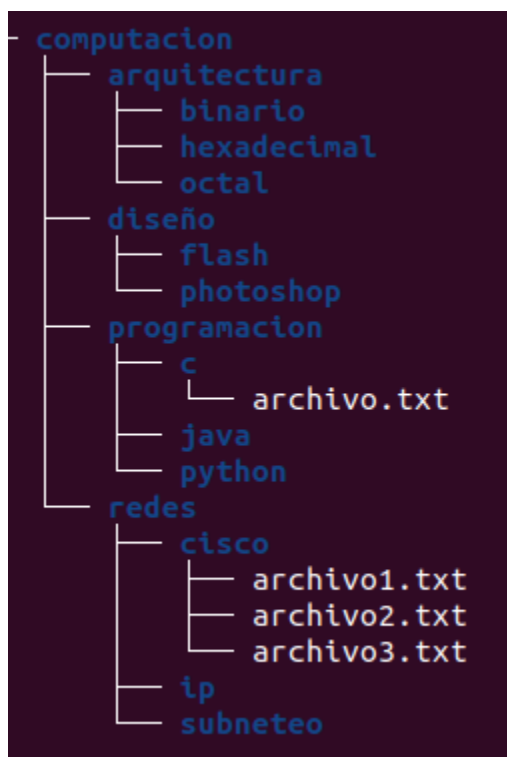 computacion
arquitectura
binario
hexadecimal
octal
diseño
flash
photoshop
programacion
c
archivo.txt
java
python
redes
cisco
archivo1.txt
archivo2.txt
archivo3.txt
ip
subneteo